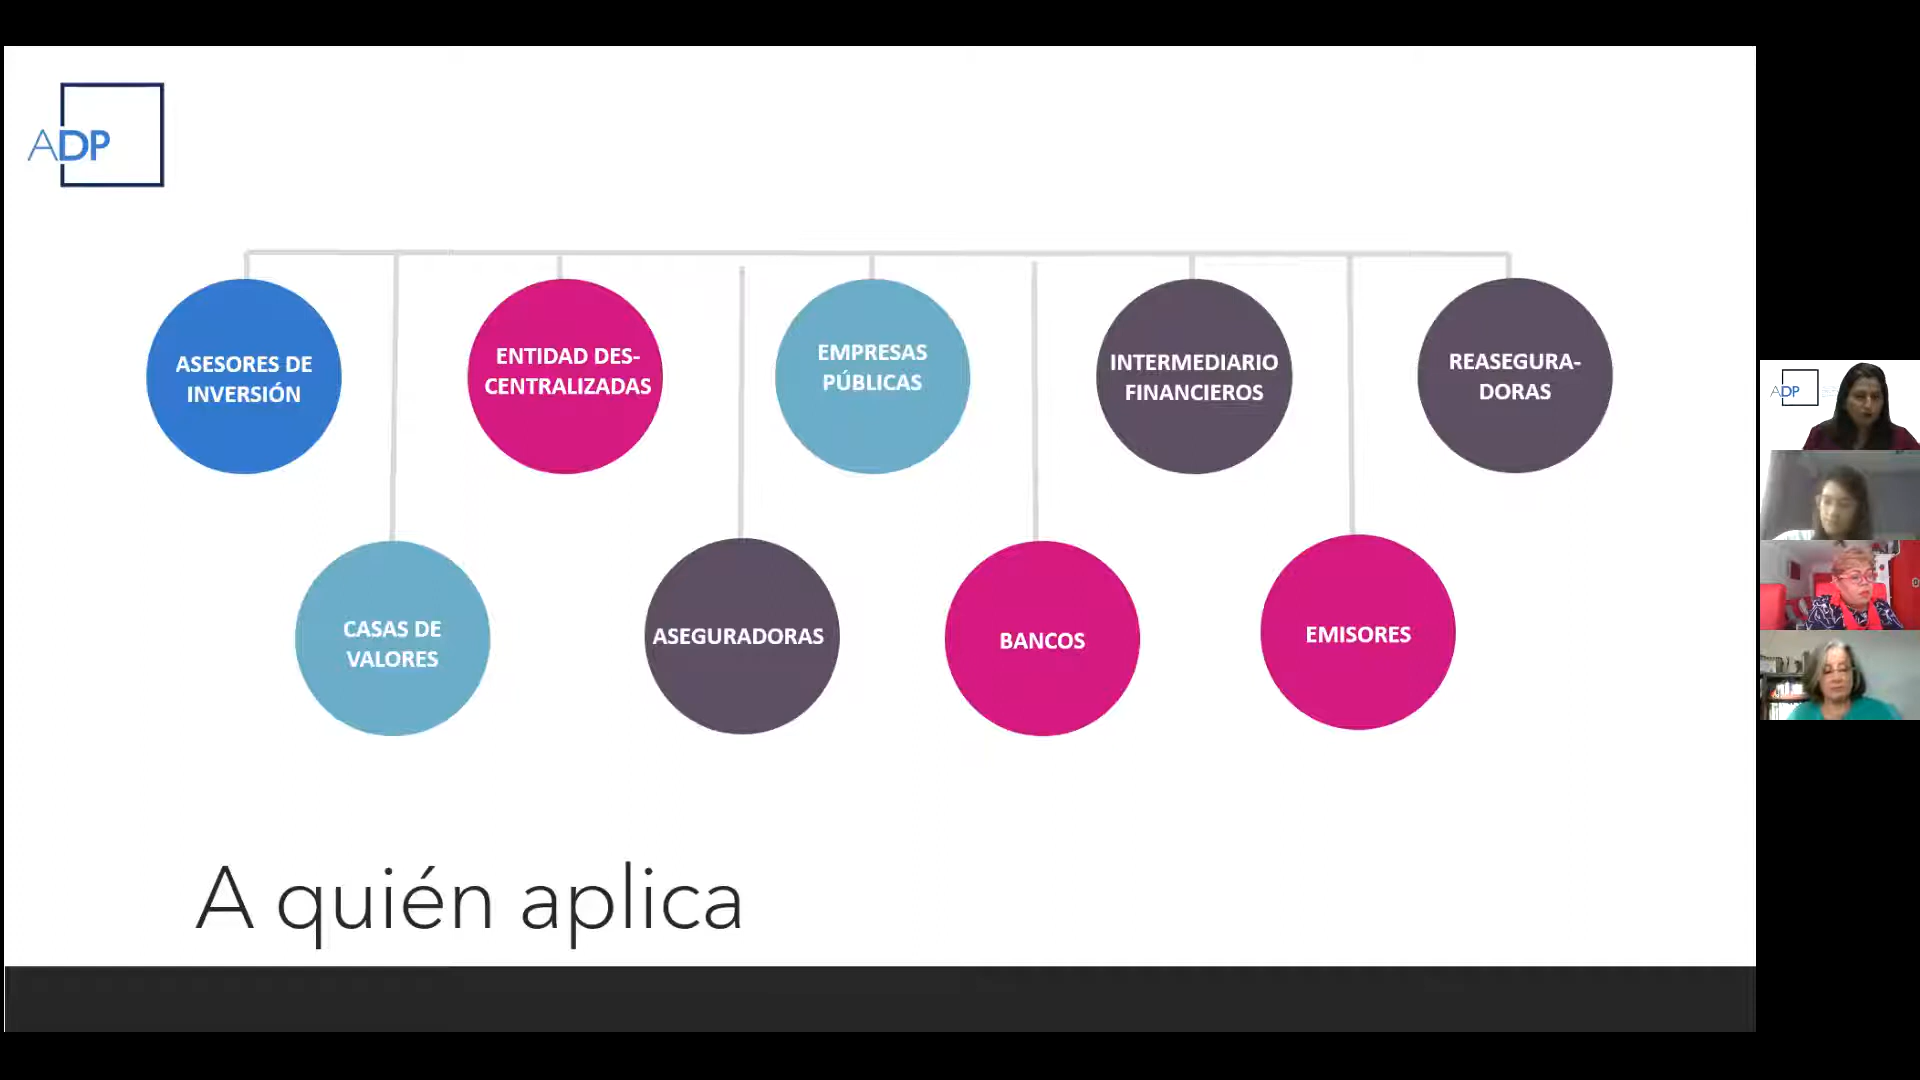 ADP
ASESORES DE
INVERSIÓN
ENTIDAD DES-
CENTRALIZADAS
EMPRESAS
PÚBLICAS
INTERMEDIARIO
FINANCIEROS
REASEGURA-
DORAS
CASAS DE
VALORES
ASEGURADORAS
BANCOS
EMISORES
A quién aplica
ADP